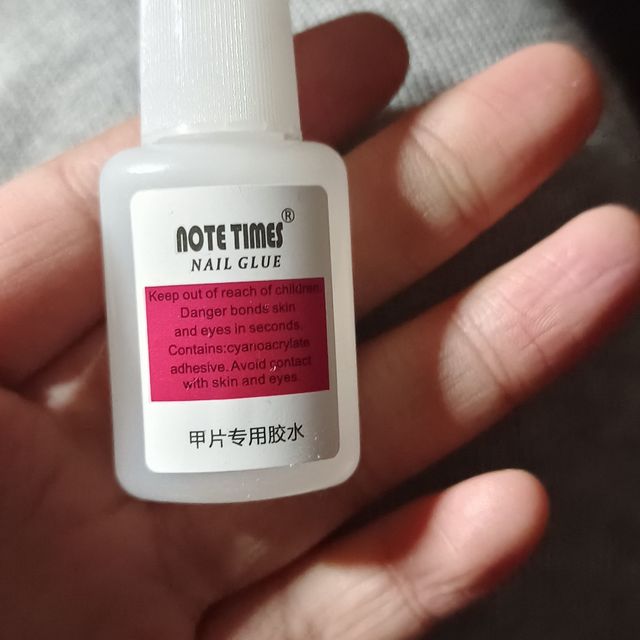 NOTE TIMES®
NAIL GLUE
Keep out of reach of children.
Danger bonds skin
and eyes in seconds.
Contains:cyanoacrylate
adhesive. Avoid contact
with skin and eyes.
甲片专用胶水